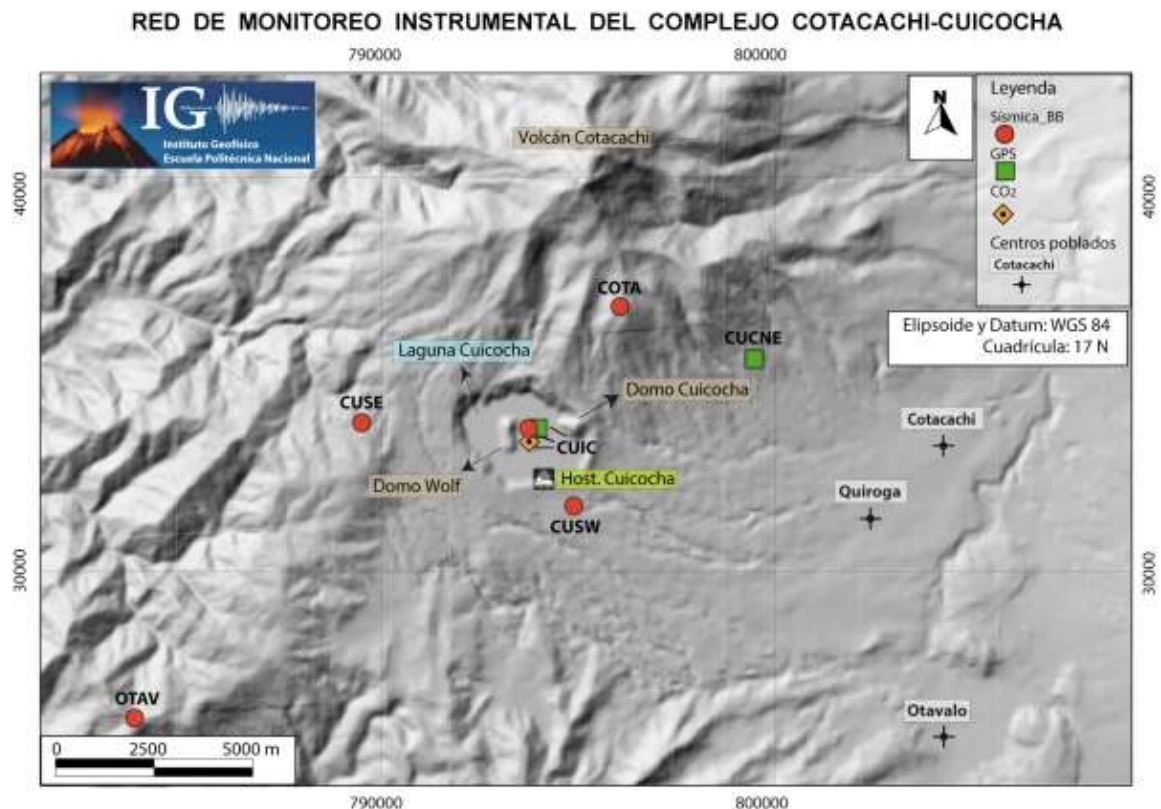 RED DE MONITOREO INSTRUMENTAL DEL COMPLEJO COTACACHI-CUICOCHA
790000
800000
IG
Instituto Geofísico
Escuela Politécnica Nacional
N
Leyenda
Sísmica_BB
GPS
CO2
Centros poblados
Cotacachi
Volcán Cotacachi
40000
40000
COTA
Elipsoide y Datum: WGS 84
Cuadrícula: 17 N
CUCNE
Laguna Cuicocha
Domo Cuicocha
CUSE
Cotacachi
CUIC
Domo Wolf
Host. Cuicocha
Quiroga
CUSW
30000
30000
OTAV
Otavalo
0 2500 5000 m
790000
800000